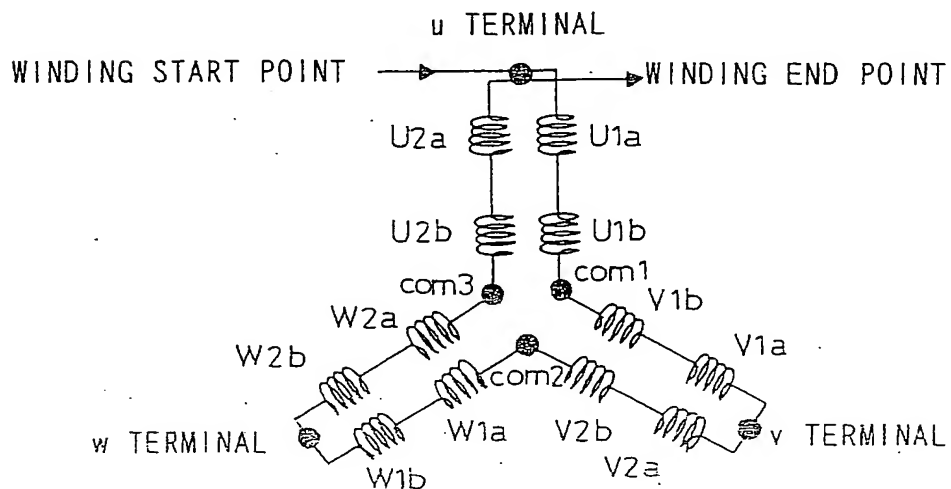 u TERMINAL
WINDING START POINT
WINDING END POINT
U2a
U1a
U2b
U1b
com3
com1
W2a
V1b
W2b
V1a
com2
w TERMINAL
W1a
V2b
v TERMINAL
W1b
V2a